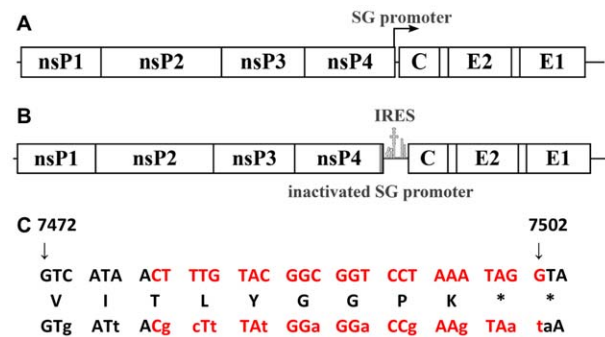 SG promoter
A
nsP1 nsP2 nsP3 nsP4 C E2 E1
B
IRES
nsP1 nsP2 nsP3 nsP4 C E2 E1
inactivated SG promoter
C 7472 7502
↓ ↓
GTC ATA ACT TTG TAC GGC GGT CCT AAA TAG GTA
V I T L Y G G P K * *
GTg ATt ACg cTt TAt GGa GGa CCg AAg TAa taA